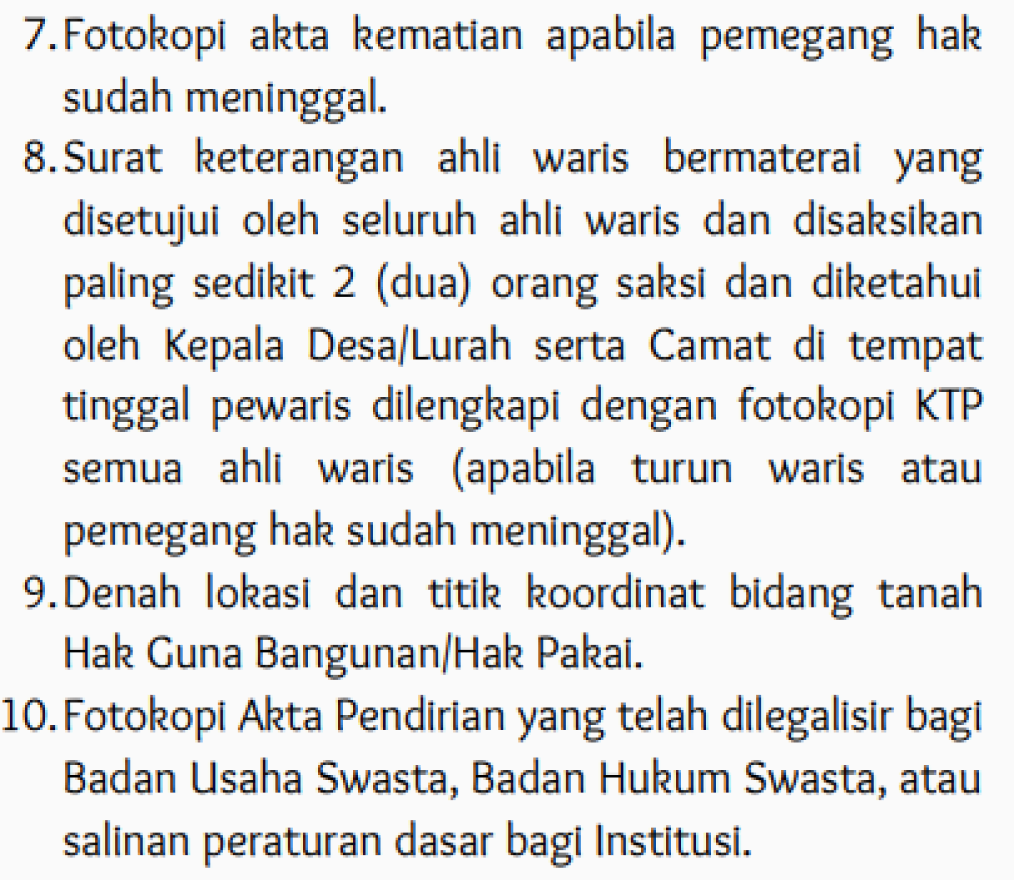 7. Fotokopi akta kematian apabila pemegang hak
sudah meninggal.
8. Surat keterangan ahli waris bermaterai yang
disetujui oleh seluruh ahli waris dan disaksikan
paling sedikit 2 (dua) orang saksi dan diketahui
oleh Kepala Desa/Lurah serta Camat di tempat
tinggal pewaris dilengkapi dengan fotokopi KTP
semua ahli waris (apabila turun waris atau
pemegang hak sudah meninggal).
9. Denah lokasi dan titik koordinat bidang tanah
Hak Guna Bangunan/Hak Pakai.
10. Fotokopi Akta Pendirian yang telah dilegalisir bagi
Badan Usaha Swasta, Badan Hukum Swasta, atau
salinan peraturan dasar bagi Institusi.